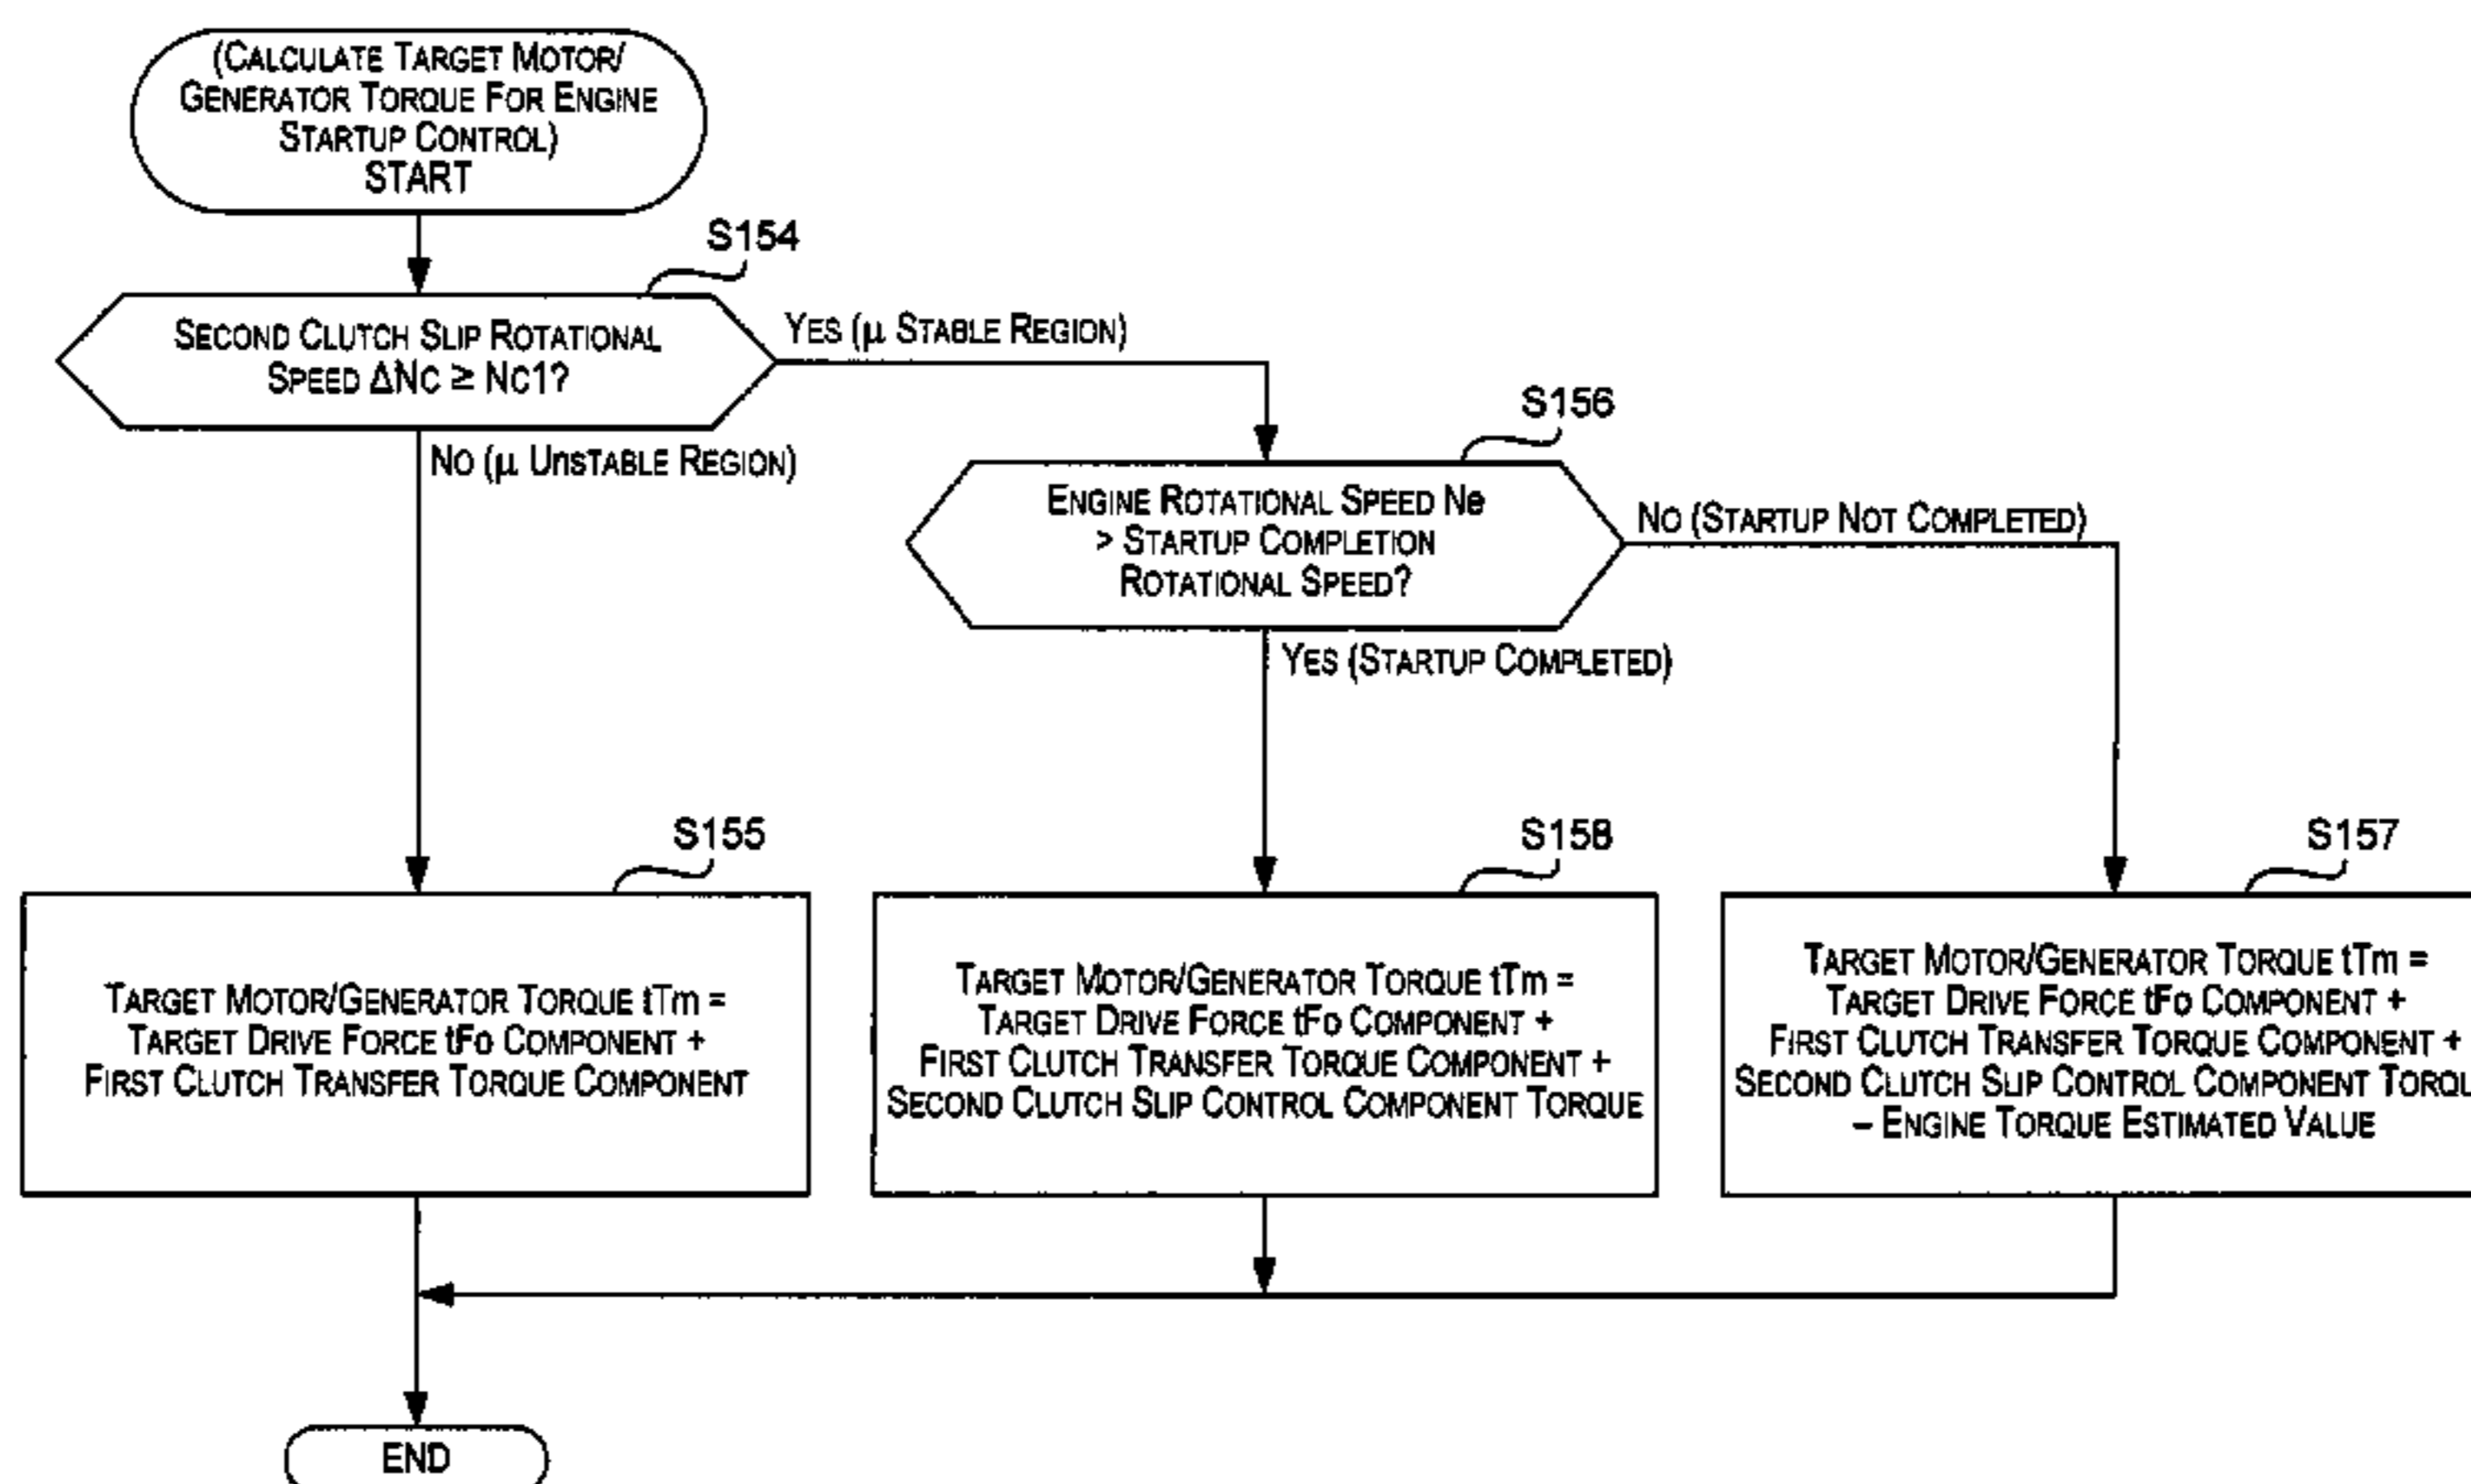 (CALCULATE TARGET MOTOR/
GENERATOR TORQUE FOR ENGINE
STARTUP CONTROL)
START
S154
SECOND CLUTCH SLIP ROTATIONAL
SPEED ΔNC ≥ NC1?
YES (μ STABLE REGION)
NO (μ UnSTABLE REGION)
S156
ENGINE ROTATIONAL SPEED Ne
> STARTUP COMPLETION
ROTATIONAL SPEED?
NO (STARTUP NOT COMPLETED)
YES (STARTUP COMPLETED)
S155
TARGET MOTOR/GENERATOR TORQUE tTm =
TARGET DRIVE FORCE tFo COMPONENT +
FIRST CLUTCH TRANSFER TORQUE COMPONENT
S158
TARGET MOTOR/GENERATOR TORQUE tTm =
TARGET DRIVE FORCE tFo COMPONENT +
FIRST CLUTCH TRANSFER TORQUE COMPONENT +
SECOND CLUTCH SLIP CONTROL COMPONENT TORQUE
S157
TARGET MOTOR/GENERATOR TORQUE tTm =
TARGET DRIVE FORCE tFo COMPONENT +
FIRST CLUTCH TRANSFER TORQUE COMPONENT +
SECOND CLUTCH SLIP CONTROL COMPONENT
– ENGINE TORQUE ESTIMATED VALUE
END